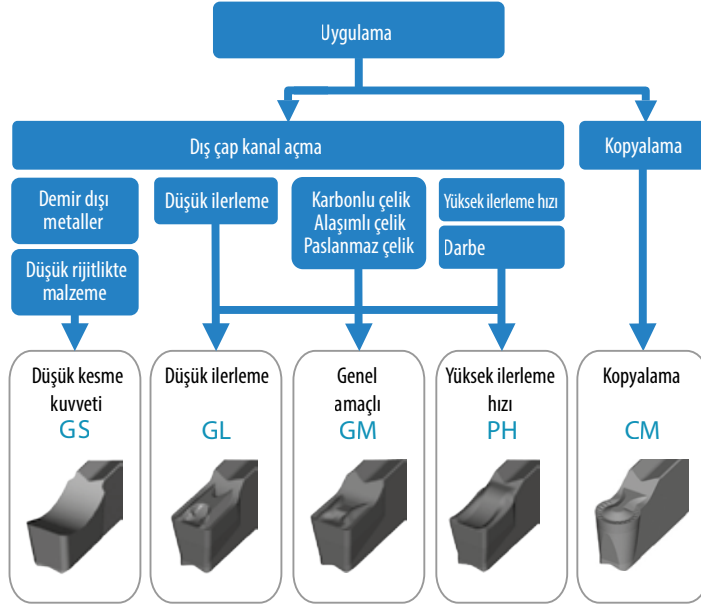 Uygulama
Dış çap kanal açma
Kopyalama
Demir dışı
metaller
Düşük ilerleme
Karbonlu çelik
Alaşımlı çelik
Paslanmaz çelik
Yüksek ilerleme hızı
Düşük rijitlikte
malzeme
Darbe
Düşük kesme
kuvveti
GS
Düşük ilerleme
GL
Genel
amaçlı
GM
Yüksek ilerleme
hızı
PH
Kopyalama
CM